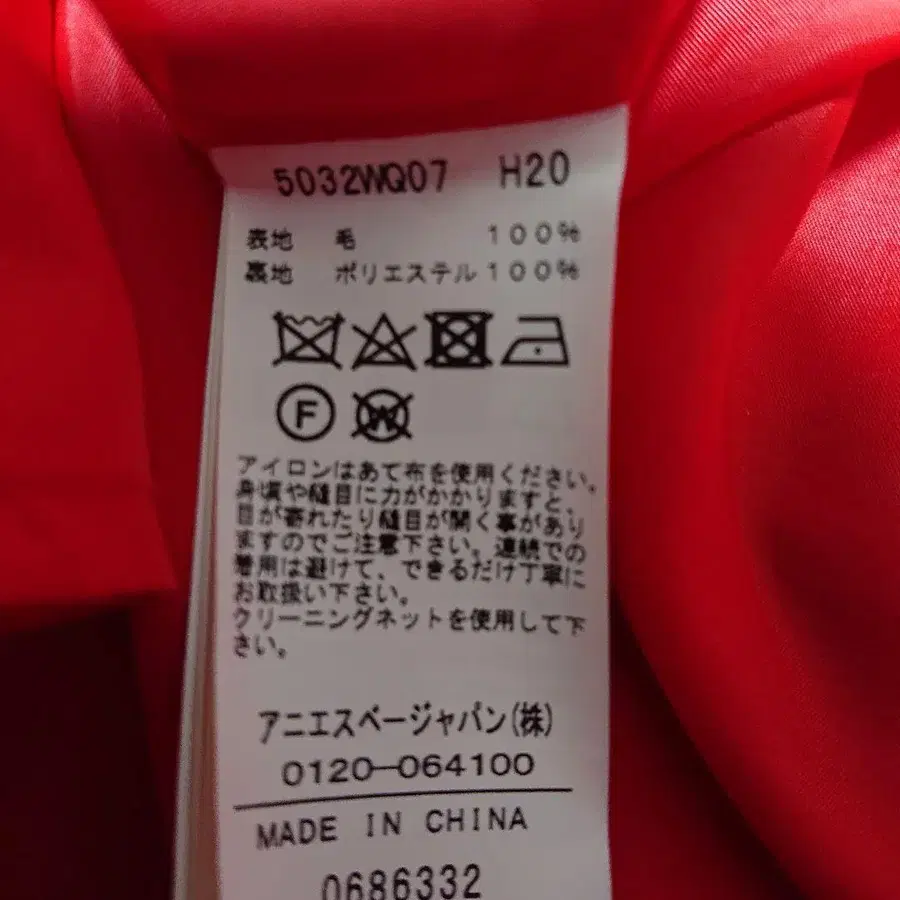 5032WQ07 H20
表地 毛 100%
裏地 ポリエステル 100%
F W
アイロンはあて布を使用ください。
身頃や縫目に力がかかりますと、
目が寄れたり縫目が開く事があり
ますのでご注意下さい。連続での
着用は避けて、できるだけ丁寧に
お取扱い下さい。
クリーニングネットを使用して下
さい。
アニエスベージャパン(株)
0120-064100
MADE IN CHINA
0686332